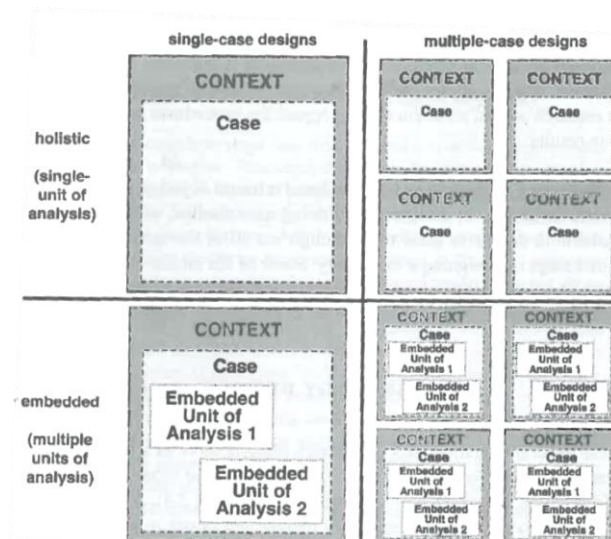 single-case designs
multiple-case designs
CONTEXT
Case
holistic
(single-
unit of
analysis)
CONTEXT
Case
CONTEXT
Case
CONTEXT
Case
CONTEXT
Case
embedded
(multiple
units of
analysis)
CONTEXT
Case
Embedded
Unit of
Analysis 1
Embedded
Unit of
Analysis 2
CONTEXT
Case
Embedded
Unit of
Analysis 1
Embedded
Unit of
Analysis 2
CONTEXT
Case
Embedded
Unit of
Analysis 1
Embedded
Unit of
Analysis 2
CONTEXT
Case
Embedded
Unit of
Analysis 1
Embedded
Unit of
Analysis 2
CONTEXT
Case
Embedded
Unit of
Analysis 1
Embedded
Unit of
Analysis 2